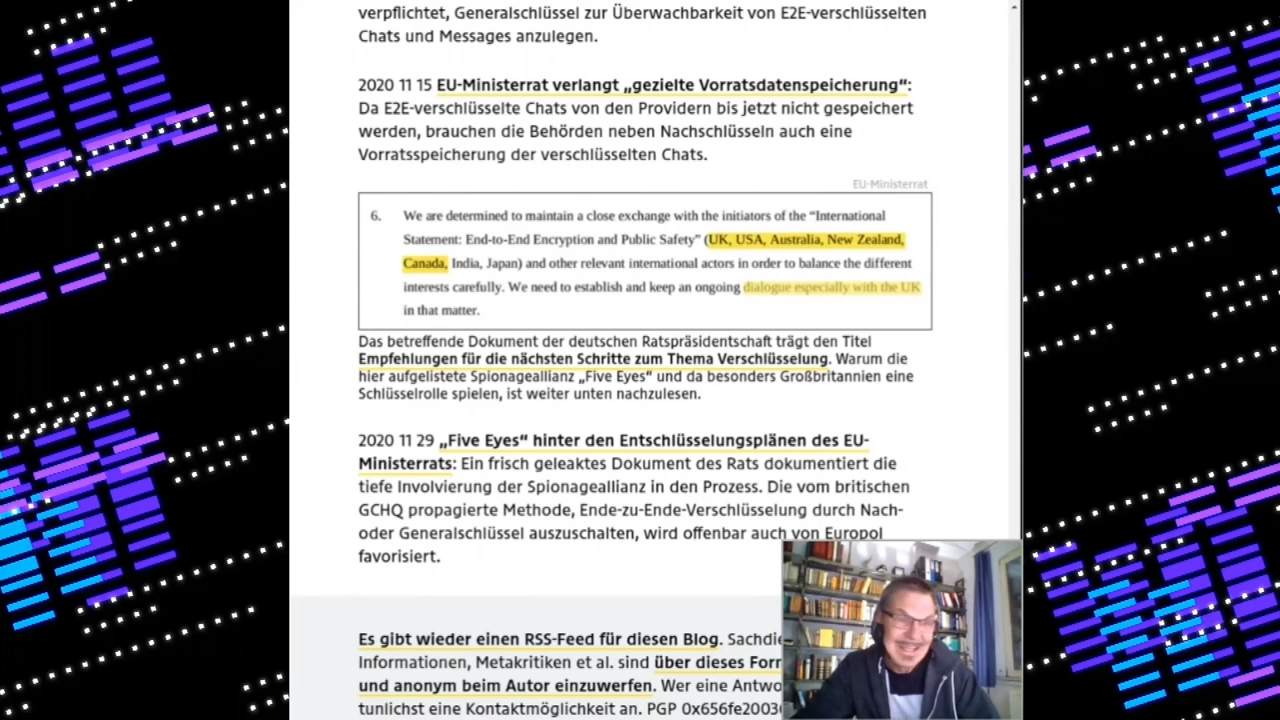 verpflichtet, Generalschlüssel zur Überwachbarkeit von E2E-verschlüsselten
Chats und Messages anzulegen.
2020 11 15 EU-Ministerrat verlangt „gezielte Vorratsdatenspeicherung“:
Da E2E-verschlüsselte Chats von den Providern bis jetzt nicht gespeichert
werden, brauchen die Behörden neben Nachschlüsseln auch eine
Vorratsspeicherung der verschlüsselten Chats.
EU-Ministerrat
6. We are determined to maintain a close exchange with the initiators of the “International
Statement: End-to-End Encryption and Public Safety” (UK, USA, Australia, New Zealand,
Canada, India, Japan) and other relevant international actors in order to balance the different
interests carefully. We need to establish and keep an ongoing dialogue especially with the UK
in that matter.
Das betreffende Dokument der deutschen Ratspräsidentschaft trägt den Titel
Empfehlungen für die nächsten Schritte zum Thema Verschlüsselung. Warum die
hier aufgelistete Spionageallianz „Five Eyes“ und da besonders Großbritannien eine
Schlüsselrolle spielen, ist weiter unten nachzulesen.
2020 11 29 „Five Eyes“ hinter den Entschlüsselungsplänen des EU-
Ministerrats: Ein frisch geleaktes Dokument des Rats dokumentiert die
tiefe Involvierung der Spionageallianz in den Prozess. Die vom britischen
GCHQ propagierte Methode, Ende-zu-Ende-Verschlüsselung durch Nach-
oder Generalschlüssel auszuschalten, wird offenbar auch von Europol
favorisiert.
Es gibt wieder einen RSS-Feed für diesen Blog. Sachdie
Informationen, Metakritiken et al. sind über dieses Forr
und anonym beim Autor einzuwerfen. Wer eine Antwo
tunlichst eine Kontaktmöglichkeit an. PGP 0x656fe2003